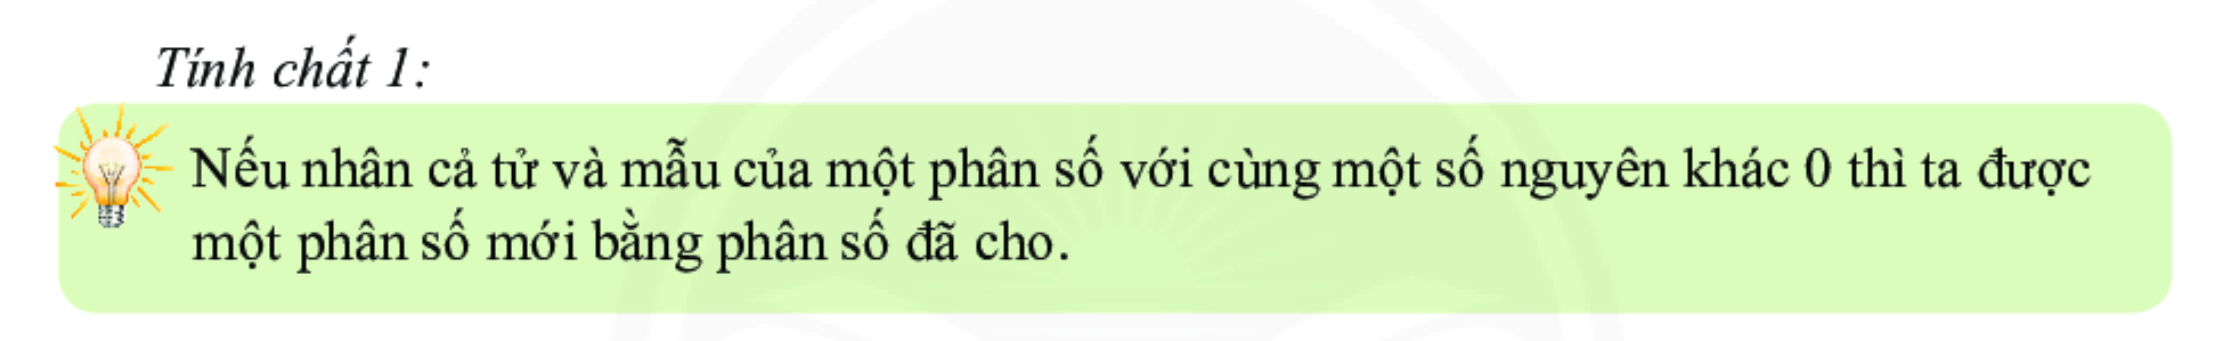 Tính chất 1:
Nếu nhân cả tử và mẫu của một phân số với cùng một số nguyên khác 0 thì ta được
một phân số mới bằng phân số đã cho.